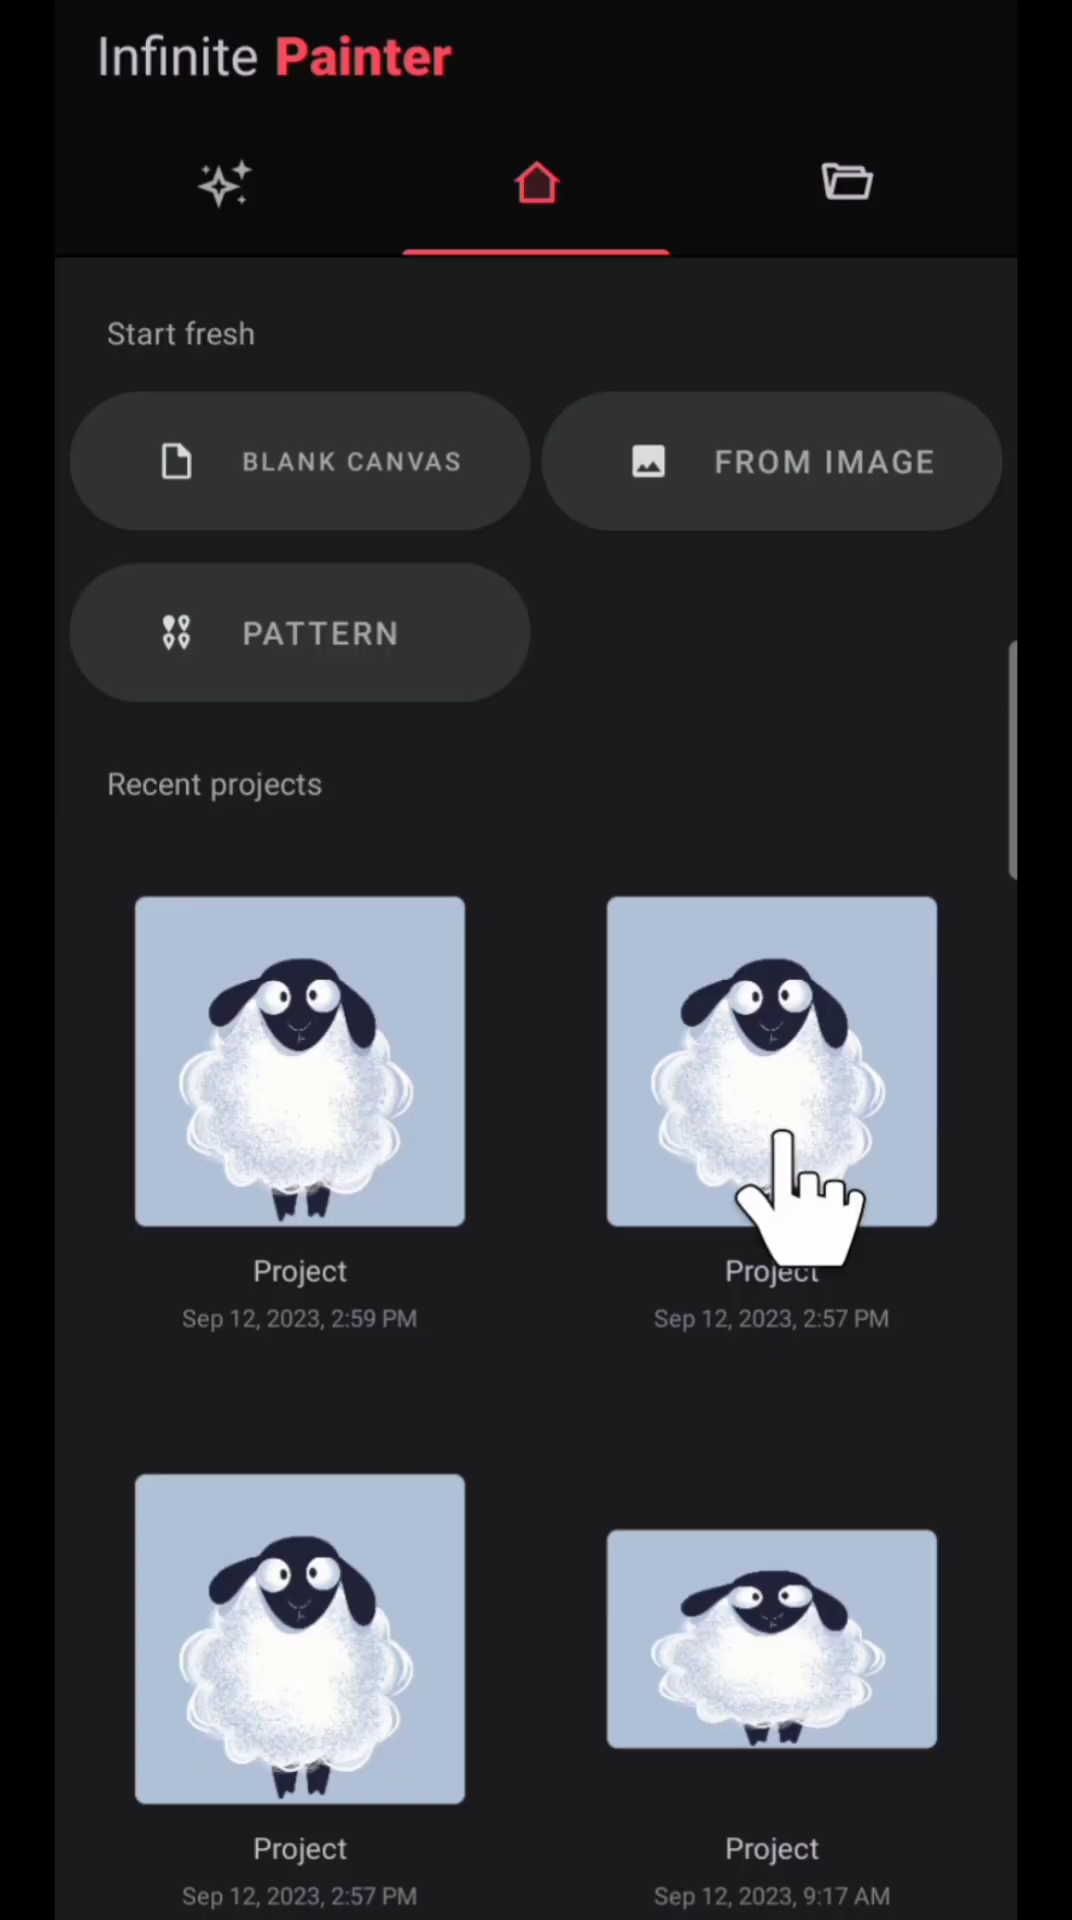 Infinite Painter
Start fresh
BLANK CANVAS
FROM IMAGE
PATTERN
Recent projects
Project
Project
Sep 12, 2023, 2:59 PM
Sep 12, 2023, 2:57 PM
Project
Project
Sep 12, 2023, 2:57 PM
Sep 12, 2023, 9:17 AM